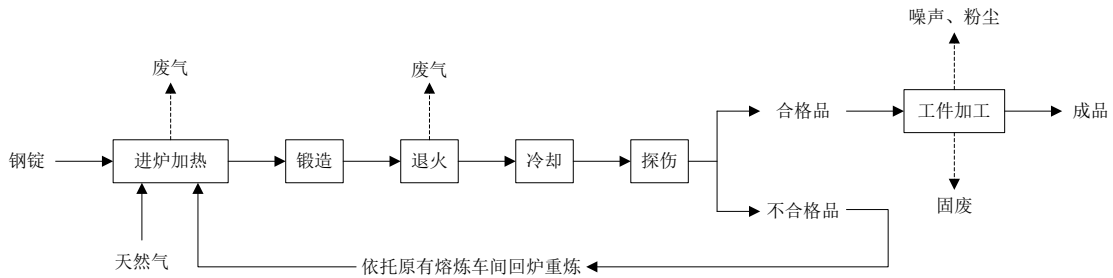 噪声、粉尘
废气
废气
合格品
工件加工
成品
钢锭
进炉加热
锻造
退火
冷却
探伤
不合格品
固废
天然气
依托原有熔炼车间回炉重炼